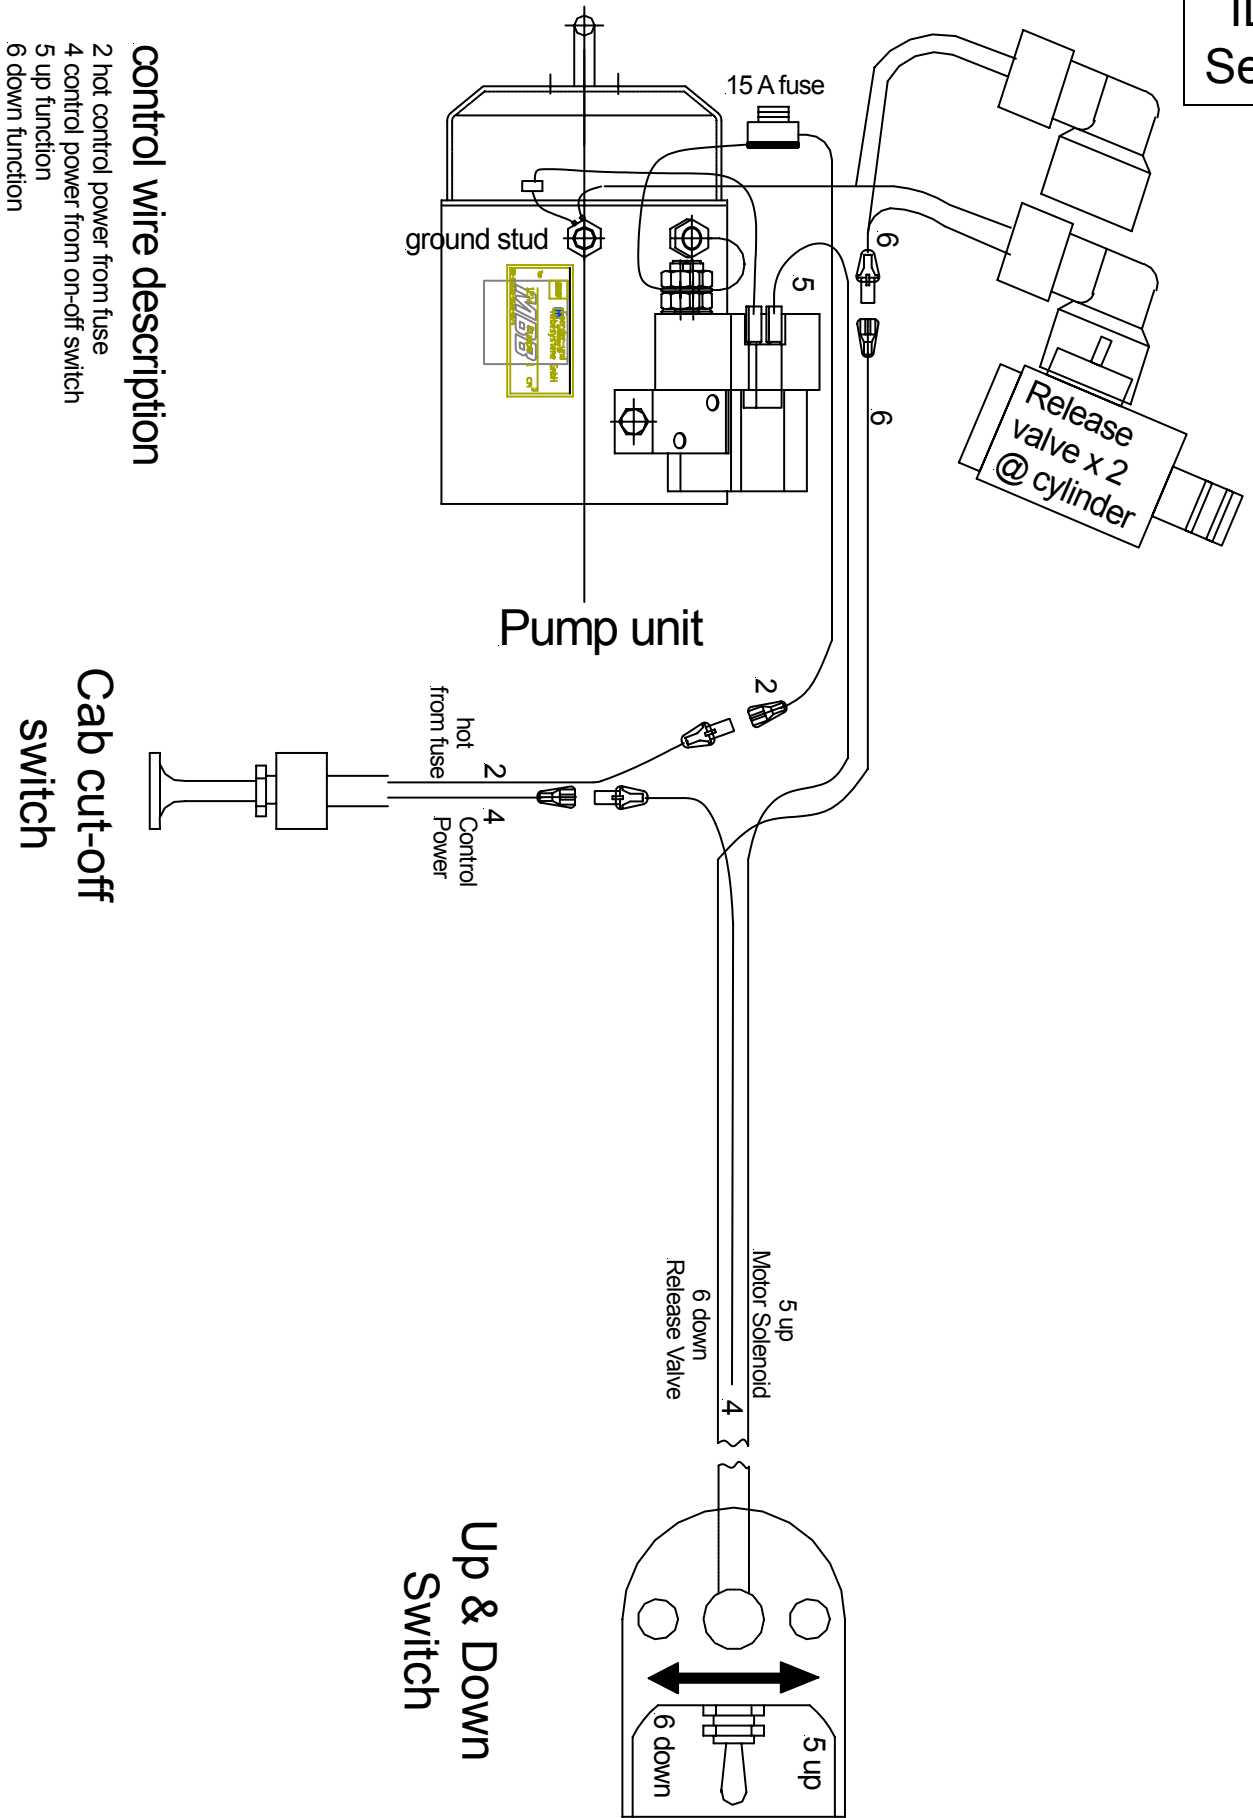 Se
15 A fuse
ground stud
MBB
5
6
6
Release
valve x 2
@ cylinder
Pump unit
control wire description
2 hot control power from fuse
4 control power from on-off switch
5 up function
6 down function
2
hot
from fuse
2
4
Control
Power
Cab cut-off
switch
5 up
Motor Solenoid
6 down
Release Valve
4
Up & Down
Switch
5 up
6 down